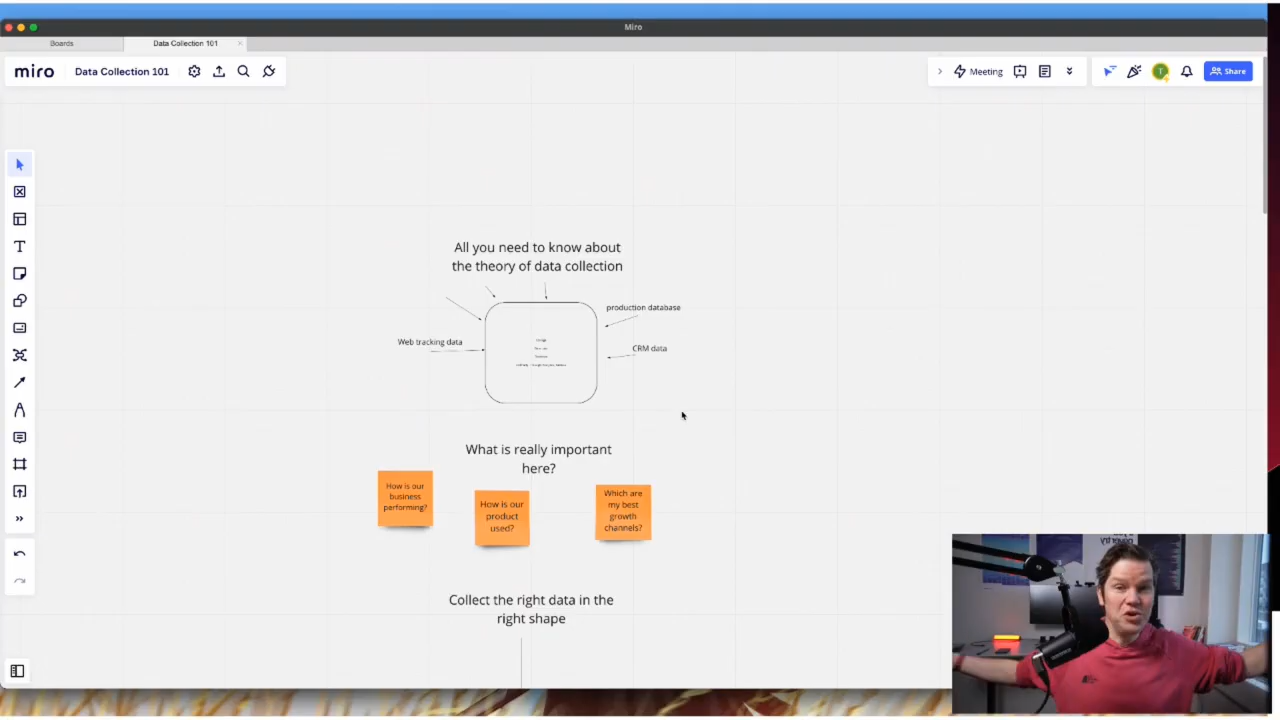 Miro
Boards
Data Collection 101
miro
Data Collection 101
Meeting
Share
All you need to know about
the theory of data collection
production database
Web tracking data
CRM data
What is really important
here?
How is our
business
performing?
How is our
product
used?
Which are
my best
growth
channels?
Collect the right data in the
right shape